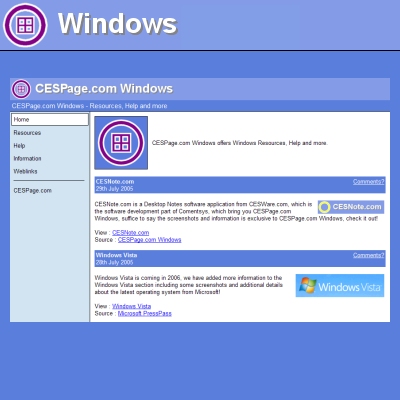 Windows
CESPage.com Windows
CESPage.com Windows - Resources, Help and more
Home
Resources
Help
Information
Weblinks
CESPage.com
CESPage.com Windows offers Windows Resources, Help and more.
CESNote.com Comments?
29th July 2005
CESNote.com is a Desktop Notes software application from CESWare.com, which is
the software development part of Comentsys, which bring you CESPage.com
Windows, suffice to say the screenshots and information is exclusive to CESPage.com Windows, check it out!
CESNote.com
View : CESNote.com
Source : CESPage.com Windows
Windows Vista Comments?
28th July 2005
Windows Vista is coming in 2006, we have added more information to the
Windows Vista section including some screenshots and additional details
about the latest operating system from Microsoft!
Windows Vista
View : Windows Vista
Source : Microsoft PressPass